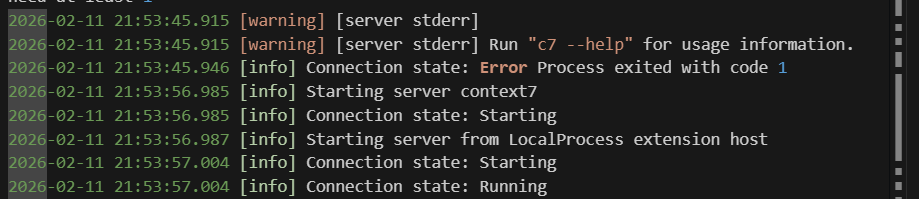 need at least 1
2026-02-11 21:53:45.915 [warning] [server stderr]
2026-02-11 21:53:45.915 [warning] [server stderr] Run "c7 --help" for usage information.
2026-02-11 21:53:45.946 [info] Connection state: Error Process exited with code 1
2026-02-11 21:53:56.985 [info] Starting server context7
2026-02-11 21:53:56.985 [info] Connection state: Starting
2026-02-11 21:53:56.987 [info] Starting server from LocalProcess extension host
2026-02-11 21:53:57.004 [info] Connection state: Starting
2026-02-11 21:53:57.004 [info] Connection state: Running